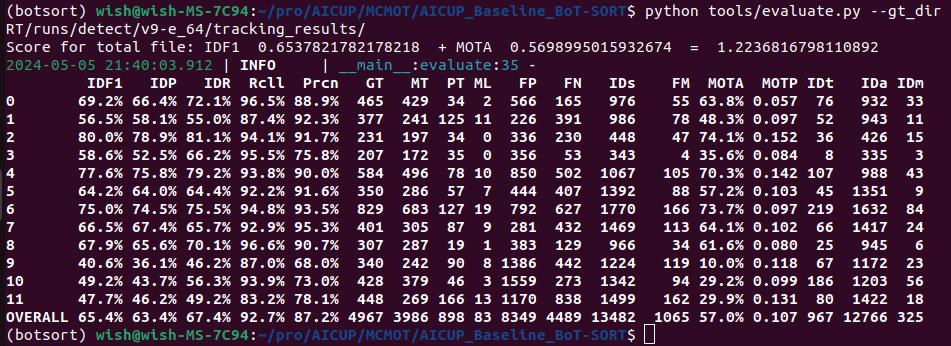 (botsort) wish@wish-MS-7C94:~/pro/AICUP/MCMOT/AICUP_Baseline_BoT-SORT$ python tools/evaluate.py --gt_dir
RT/runs/detect/v9-e_64/tracking_results/
Score for total file: IDF1  0.6537821782178218  + MOTA  0.5698995015932674  =  1.2236816798110892
2024-05-05 21:40:03.912 | INFO     | __main__:evaluate:35 -
IDF1 IDP IDR Rcll Prcn GT MT PT ML FP FN IDs FM MOTA MOTP IDt IDa IDm
0 69.2% 66.4% 72.1% 96.5% 88.9% 465 429 34 2 566 165 976 55 63.8% 0.057 76 932 33
1 56.5% 58.1% 55.0% 87.4% 92.3% 377 241 125 11 226 391 986 78 48.3% 0.097 52 943 11
2 80.0% 78.9% 81.1% 94.1% 91.7% 231 197 34 0 336 230 448 47 74.1% 0.152 36 426 15
3 58.6% 52.5% 66.2% 95.5% 75.8% 207 172 35 0 356 53 343 4 35.6% 0.084 8 335 3
4 77.6% 75.8% 79.2% 93.8% 90.0% 584 496 78 10 850 502 1067 105 70.3% 0.142 107 988 43
5 64.2% 64.0% 64.4% 92.2% 91.6% 350 286 57 7 444 407 1392 88 57.2% 0.103 45 1351 9
6 75.0% 74.5% 75.5% 94.8% 93.5% 829 683 127 19 792 627 1770 166 73.7% 0.097 219 1632 84
7 66.5% 67.4% 65.7% 92.9% 95.3% 401 305 87 9 281 432 1469 113 64.1% 0.102 66 1417 24
8 67.9% 65.6% 70.1% 96.6% 90.7% 307 287 19 1 383 129 966 34 61.6% 0.080 25 945 6
9 40.6% 36.1% 46.2% 87.0% 68.0% 340 242 90 8 1386 442 1224 119 10.0% 0.118 67 1172 23
10 49.2% 43.7% 56.3% 93.9% 73.0% 428 379 46 3 1559 273 1342 94 29.2% 0.099 186 1203 56
11 47.7% 46.2% 49.2% 83.2% 78.1% 448 269 166 13 1170 838 1499 162 29.9% 0.131 80 1422 18
OVERALL 65.4% 63.4% 67.4% 92.7% 87.2% 4967 3986 898 83 8349 4489 13482 1065 57.0% 0.107 967 12766 325
(botsort) wish@wish-MS-7C94:~/pro/AICUP/MCMOT/AICUP_Baseline_BoT-SORT$